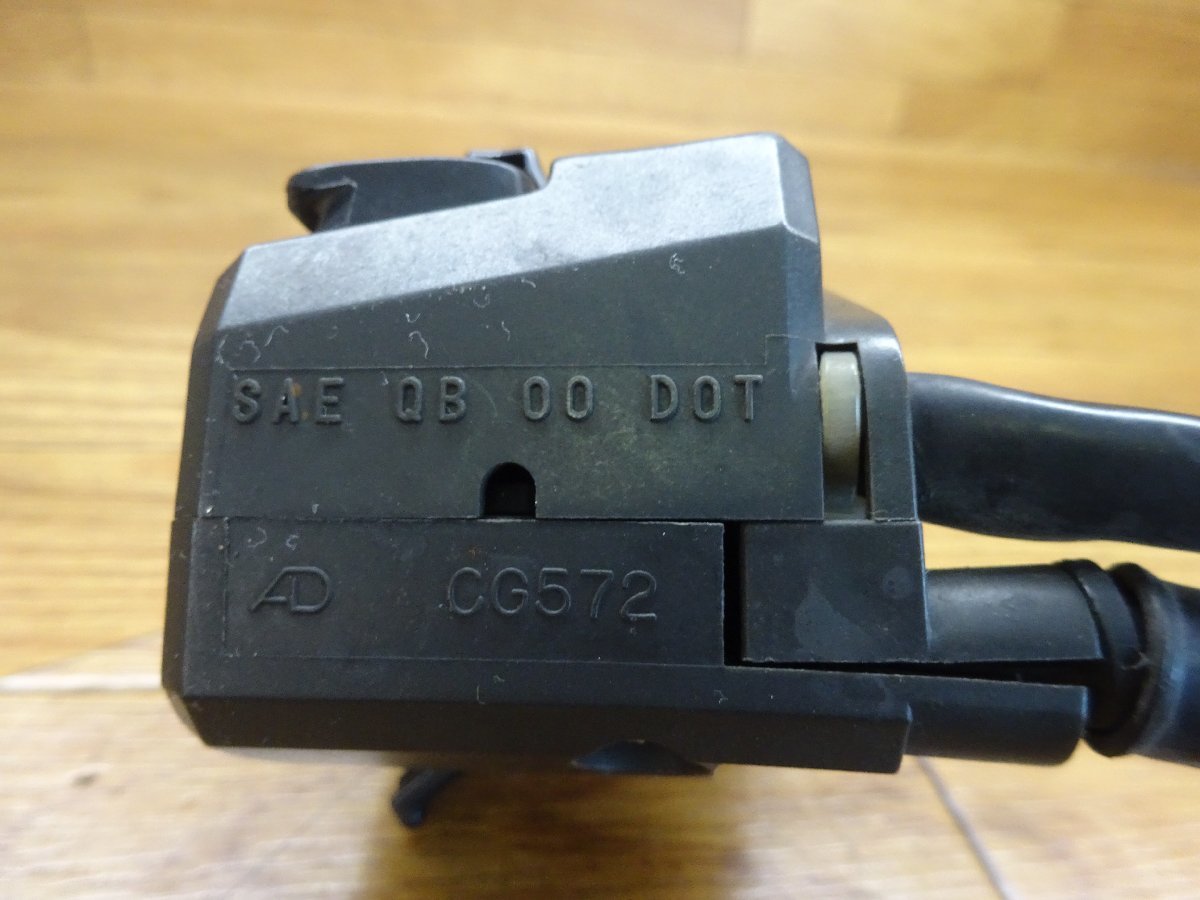 SAE QB 00 DOT
AD CG572